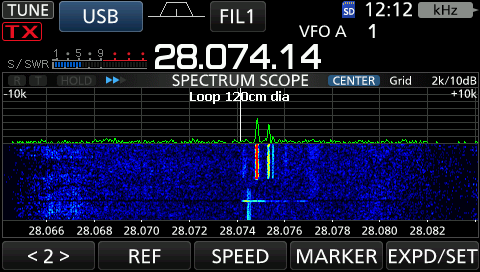 TUNE USB FIL1 SD 12:12 kHz
TX VFO A 1
1 5 9
S/SWR 28.074.14
R T HOLD SPECTRUM SCOPE CENTER Grid 2k/10dB
-10k Loop 120cm dia +10k
28.066 28.068 28.070 28.072 28.074 28.076 28.078 28.080 28.082
< 2 > REF SPEED MARKER EXPD/SET